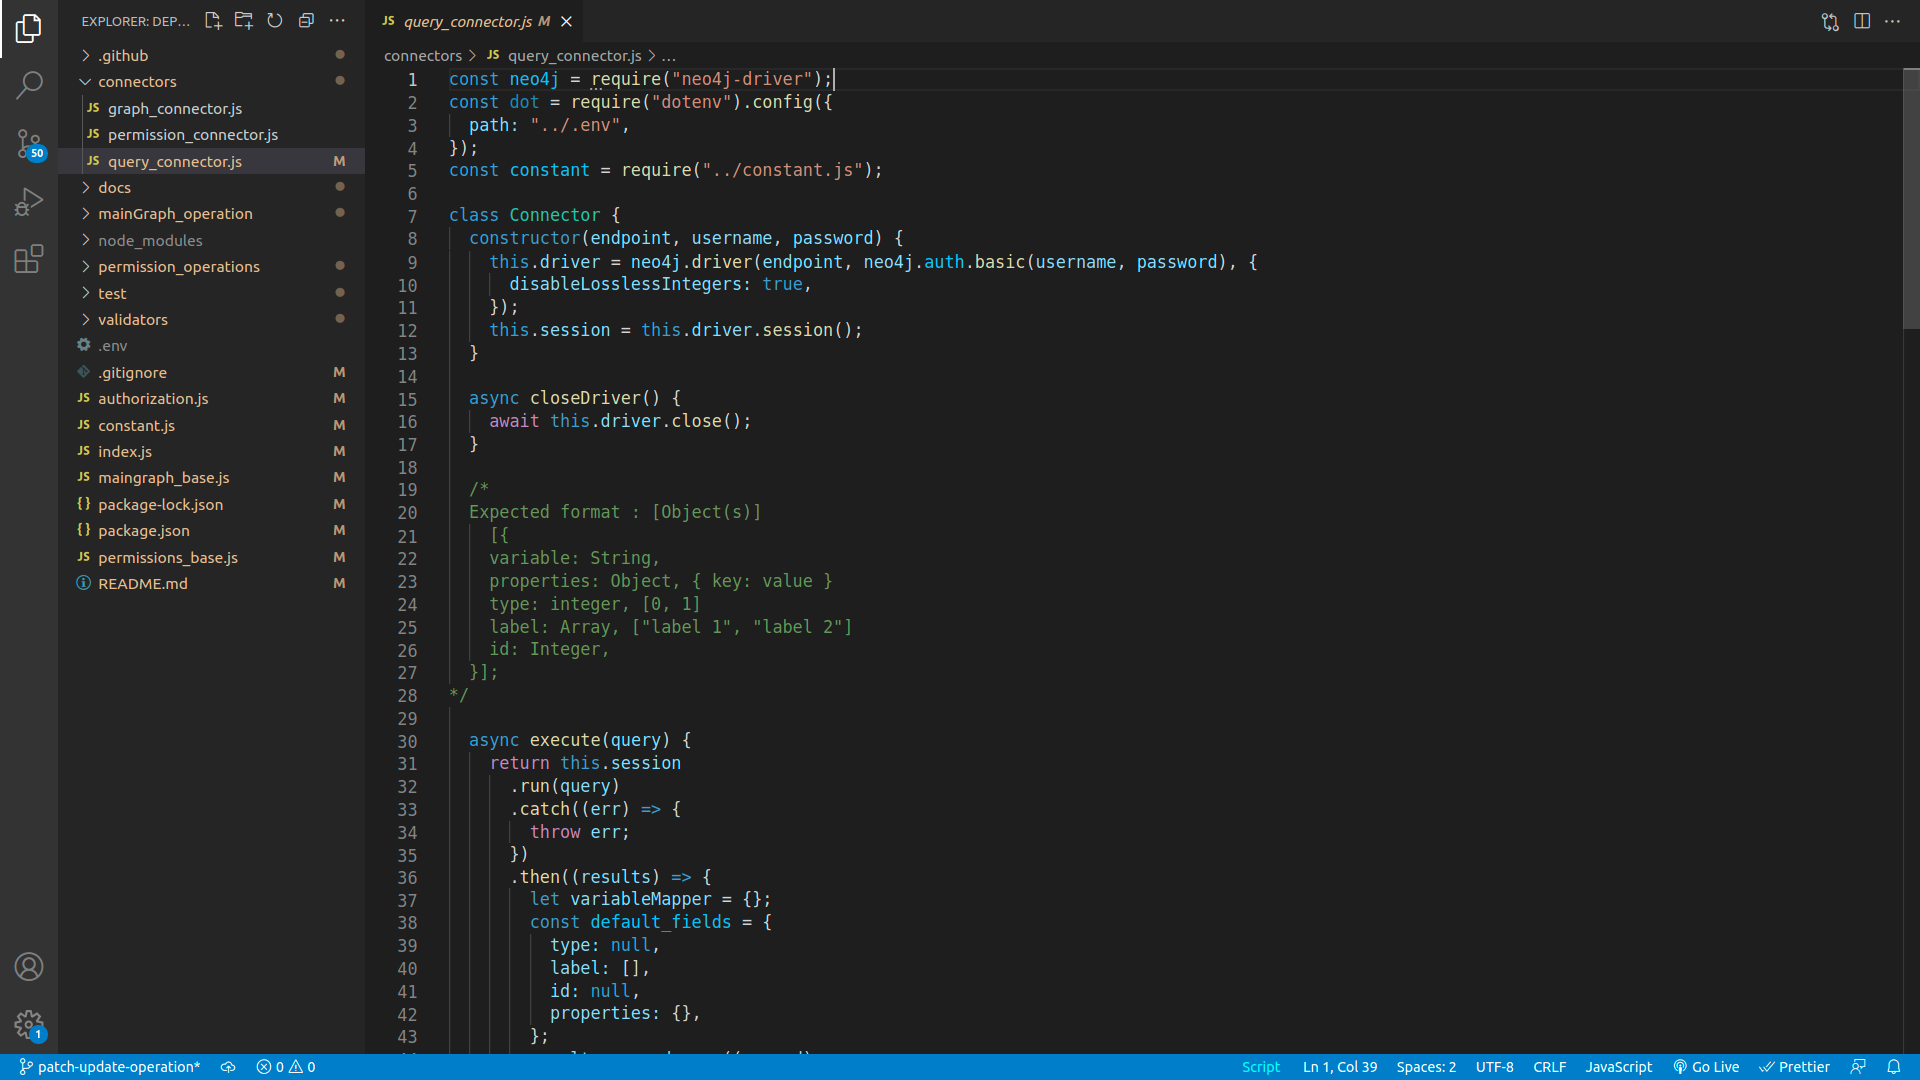 EXPLORER: DEP...
.github
connectors
JS graph_connector.js
JS permission_connector.js
JS query_connector.js M
docs
mainGraph_operation
node_modules
permission_operations
test
validators
.env
.gitignore M
JS authorization.js M
JS constant.js M
JS index.js M
JS maingraph_base.js M
{} package-lock.json M
{} package.json M
JS permissions_base.js M
README.md M
50
1
JS query_connector.js M
connectors > JS query_connector.js > ...
1 const neo4j = require("neo4j-driver");
2 const dot = require("dotenv").config({
3 path: "../.env",
4 });
5 const constant = require("../constant.js");
6
7 class Connector {
8 constructor(endpoint, username, password) {
9 this.driver = neo4j.driver(endpoint, neo4j.auth.basic(username, password), {
10 disableLosslessIntegers: true,
11 });
12 this.session = this.driver.session();
13 }
14
15 async closeDriver() {
16 await this.driver.close();
17 }
18
19 /*
20 Expected format : [Object(s)]
21 [{
22 variable: String,
23 properties: Object, { key: value }
24 type: integer, [0, 1]
25 label: Array, ["label 1", "label 2"]
26 id: Integer,
27 }];
28 */
29
30 async execute(query) {
31 return this.session
32 .run(query)
33 .catch((err) => {
34 throw err;
35 })
36 .then((results) => {
37 let variableMapper = {};
38 const default_fields = {
39 type: null,
40 label: [],
41 id: null,
42 properties: {},
43 };
patch-update-operation* 0 0 Script Ln 1, Col 39 Spaces: 2 UTF-8 CRLF JavaScript Go Live Prettier